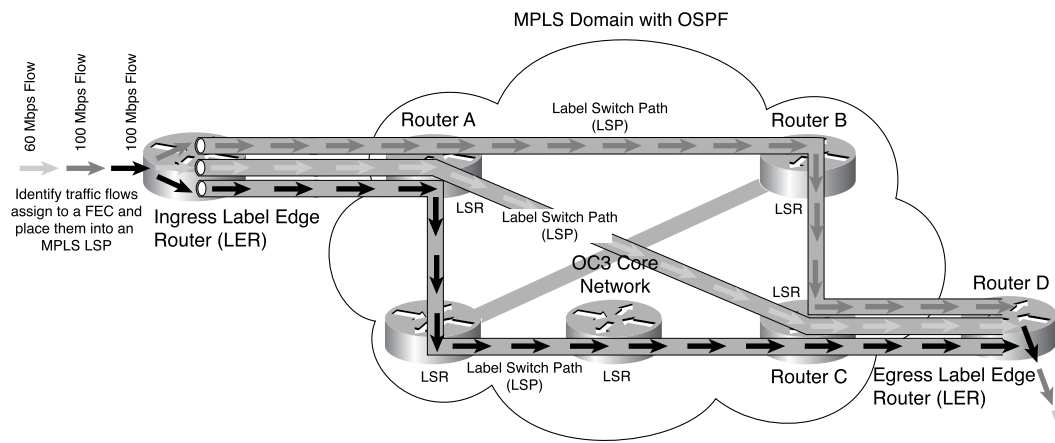 MPLS Domain with OSPF
60 Mbps Flow
100 Mbps Flow
100 Mbps Flow
Identify traffic flows
assign to a FEC and
place them into an
MPLS LSP
Ingress Label Edge
Router (LER)
Router A
LSR
Label Switch Path
(LSP)
Router B
LSR
Label Switch Path
(LSP)
OC3 Core
Network
LSR
Router D
LSR
Label Switch Path
(LSP)
LSR
Router C
Egress Label Edge
Router (LER)